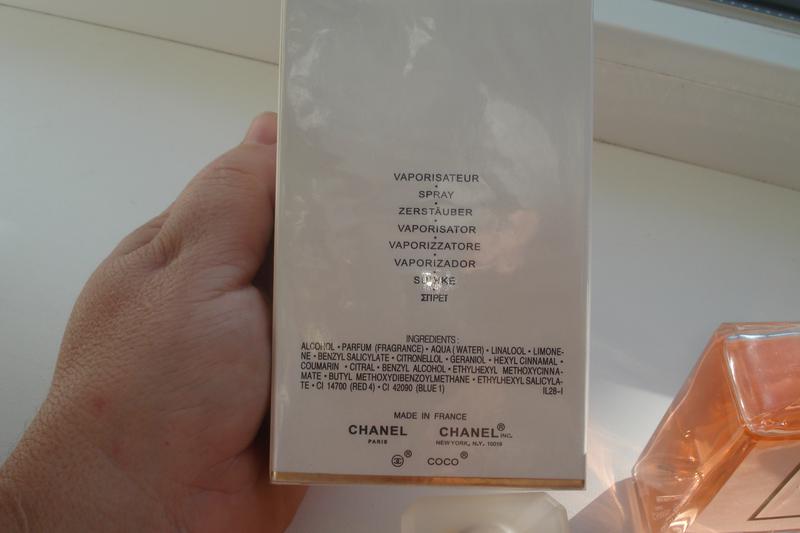 VAPORISATEUR
•
SPRAY
•
ZERSTÄUBER
•
VAPORISATOR
•
VAPORIZZATORE
•
VAPORIZADOR
•
ΣΠΡΕΪ
INGREDIENTS:
ALCOHOL • PARFUM (FRAGRANCE) • AQUA (WATER) • LINALOOL • LIMONE-
NE • BENZYL SALICYLATE • CITRONELLOL • GERANIOL • HEXYL CINNAMAL •
COUMARIN • CITRAL • BENZYL ALCOHOL • ETHYLHEXYL METHOXYCINNA-
MATE • BUTYL METHOXYDIBENZOYLMETHANE • ETHYLHEXYL SALICYLA-
TE • CI 14700 (RED 4) • CI 42090 (BLUE 1) IL28-I
MADE IN FRANCE
CHANEL CHANEL® INC.
PARIS NEW YORK, N.Y. 10019
® COCO®